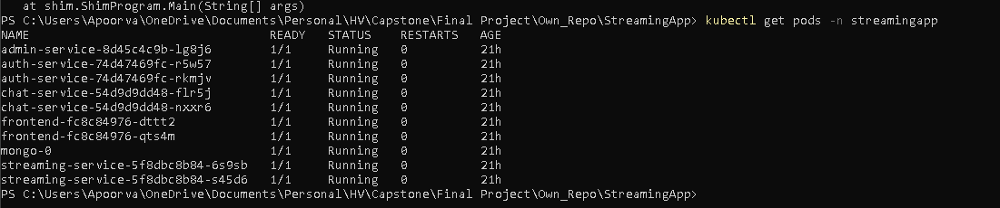 at shim.ShimProgram.Main(String[] args)
PS C:\Users\Apoorva\OneDrive\Documents\Personal\HV\Capstone\Final Project\Own_Repo\StreamingApp> kubectl get pods -n streamingapp
NAME READY STATUS RESTARTS AGE
admin-service-8d45c4c9b-lg8j6 1/1 Running 0 21h
auth-service-74d47469fc-r5w57 1/1 Running 0 21h
auth-service-74d47469fc-rkmjv 1/1 Running 0 21h
chat-service-54d9d9dd48-flr5j 1/1 Running 0 21h
chat-service-54d9d9dd48-nxxr6 1/1 Running 0 21h
frontend-fc8c84976-dttt2 1/1 Running 0 21h
frontend-fc8c84976-qts4m 1/1 Running 0 21h
mongo-0 1/1 Running 0 21h
streaming-service-5f8dbc8b84-6s9sb 1/1 Running 0 21h
streaming-service-5f8dbc8b84-s45d6 1/1 Running 0 21h
PS C:\Users\Apoorva\OneDrive\Documents\Personal\HV\Capstone\Final Project\Own_Repo\StreamingApp>